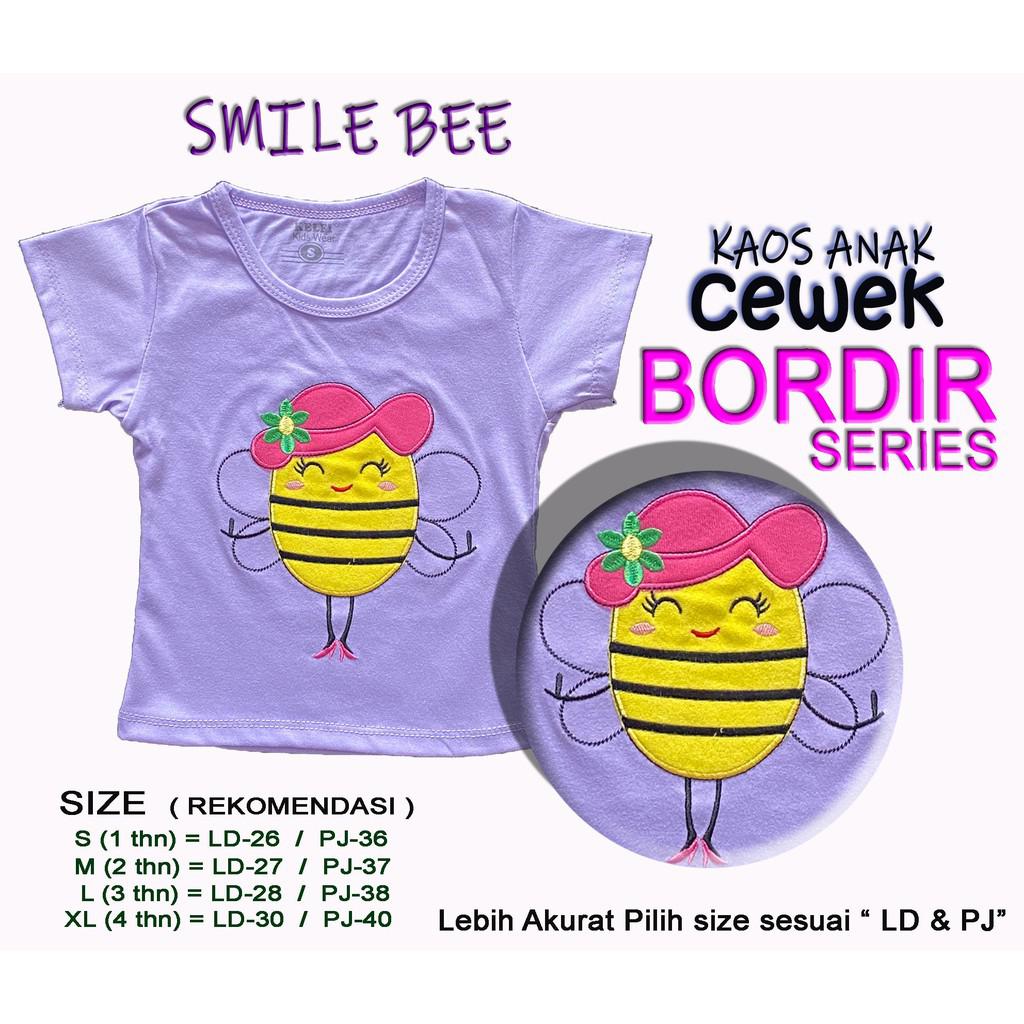 SMILE BEE
Kids Wear
S
KAOS ANAK
cewek
BORDIR
SERIES
SIZE ( REKOMENDASI )
S (1 thn) = LD-26 / PJ-36
M (2 thn) = LD-27 / PJ-37
L (3 thn) = LD-28 / PJ-38
XL (4 thn) = LD-30 / PJ-40
Lebih Akurat Pilih size sesuai “ LD & PJ”